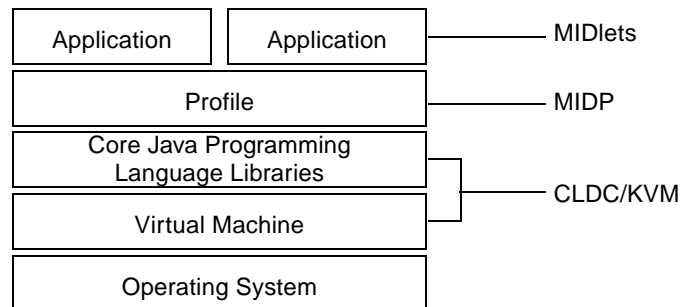 Application
Application
MIDlets
Profile
MIDP
Core Java Programming
Language Libraries
CLDC/KVM
Virtual Machine
Operating System